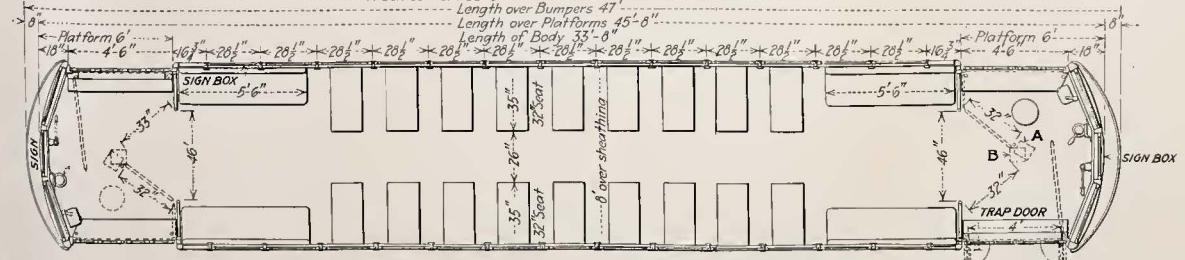 Length over Bumpers 47'
8" Length over Platforms 45'-8" 8"
Platform 6' Length of Body 33'-8" Platform 6'
18" 4'-6" 16¾" 28½" 28½" 28½" 28½" 28½" 28½" 28½" 28½" 28½" 28½" 28½" 28½" 28½" 16¾" 4'-6" 18"
SIGN BOX
5'-6" 35" 32" Seat 8' over sheathing 5'-6"
33" 32" A
SIGN 46' 26" 46" B SIGN BOX
32" 32"
35" 32" Seat TRAP DOOR
4'